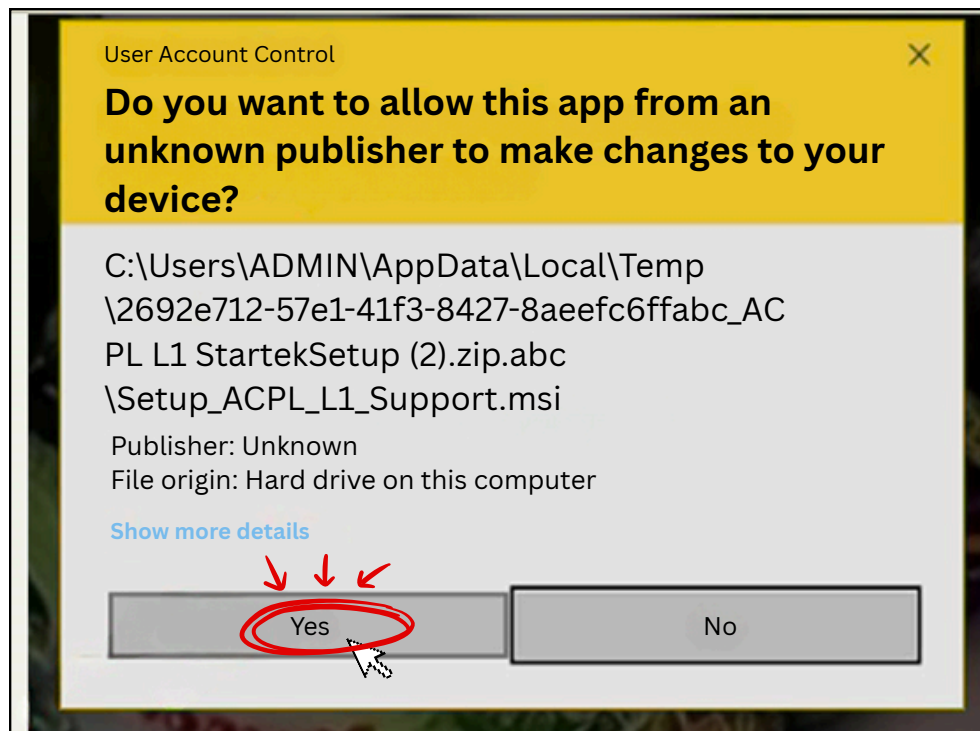 User Account Control
Do you want to allow this app from an
unknown publisher to make changes to your
device?
C:\Users\ADMIN\AppData\Local\Temp
\2692e712-57e1-41f3-8427-8aeefc6ffabc_AC
PL L1 StartekSetup (2).zip.abc
\Setup_ACPL_L1_Support.msi
Publisher: Unknown
File origin: Hard drive on this computer
Show more details
Yes
No